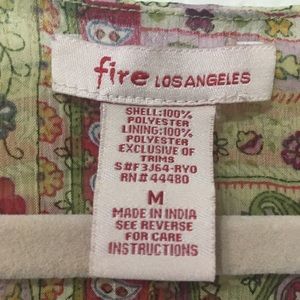 fire LOS ANGELES
SHELL:100%
POLYESTER
LINING:100%
POLYESTER
EXCLUSIVE OF
TRIMS
S#F3J64-RYO
RN#44480
M
MADE IN INDIA
SEE REVERSE
FOR CARE
INSTRUCTIONS